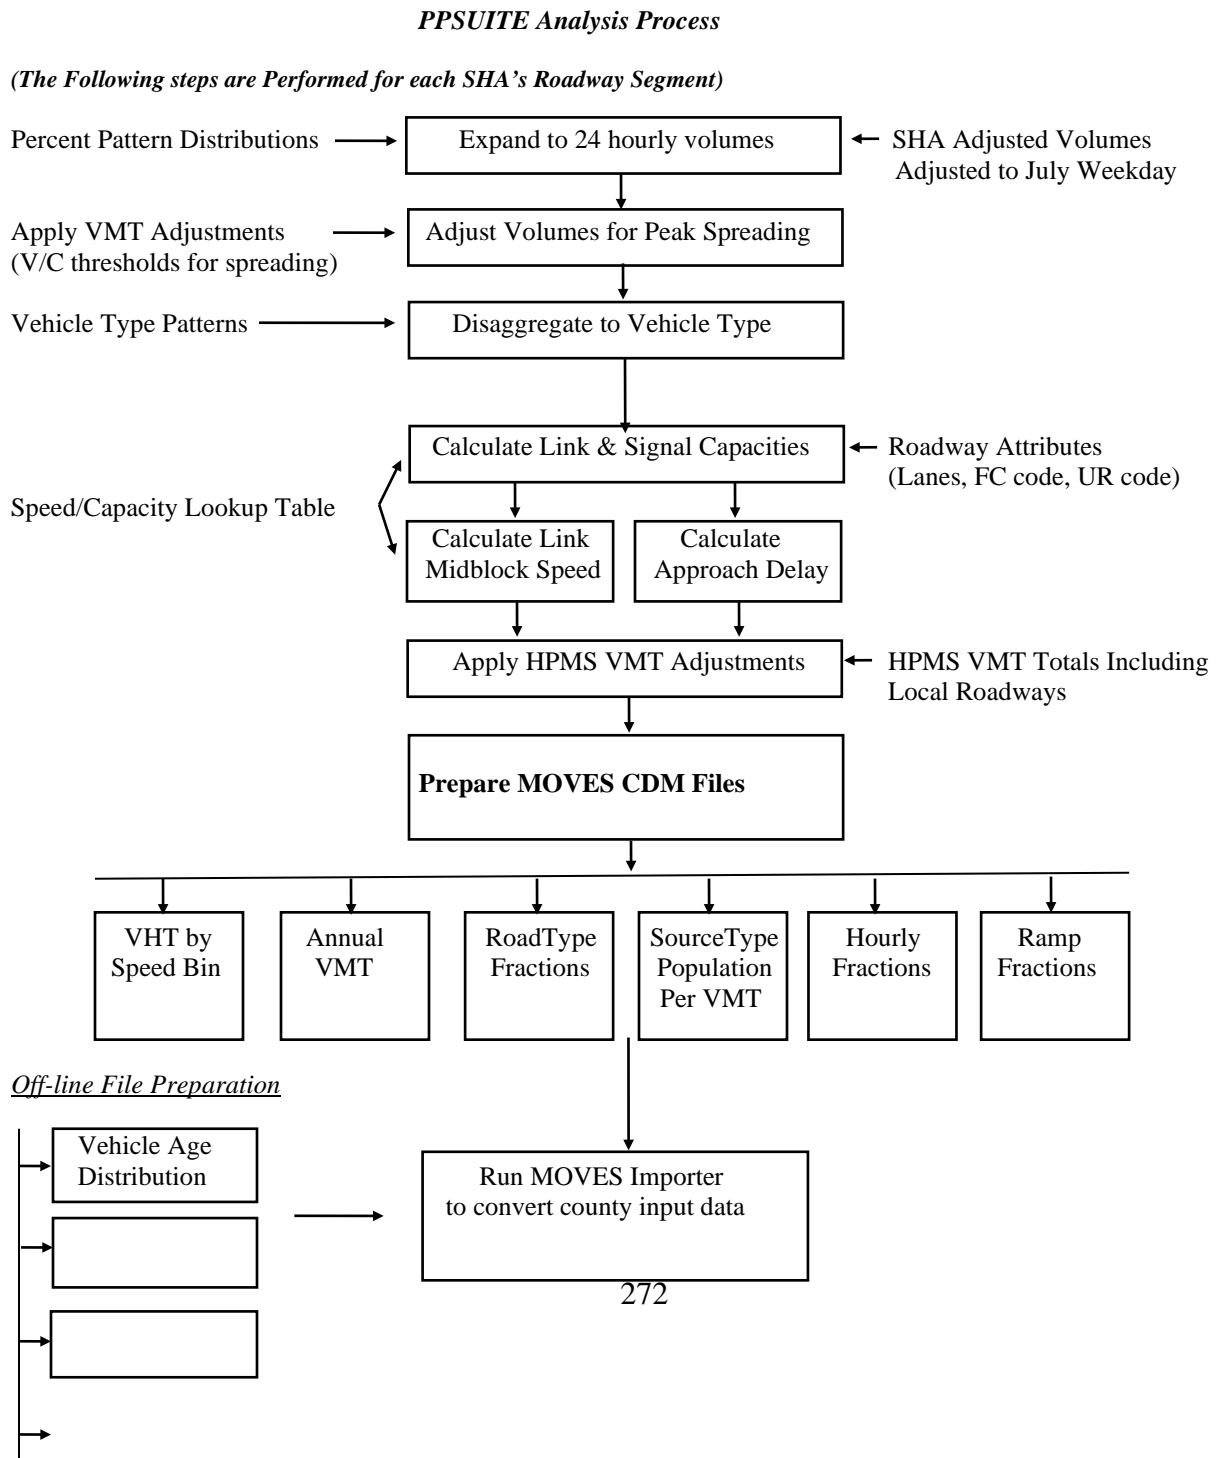 PPSUITE Analysis Process
(The Following steps are Performed for each SHA's Roadway Segment)
Percent Pattern Distributions
Expand to 24 hourly volumes
SHA Adjusted Volumes
Adjusted to July Weekday
Apply VMT Adjustments
(V/C thresholds for spreading)
Adjust Volumes for Peak Spreading
Vehicle Type Patterns
Disaggregate to Vehicle Type
Calculate Link & Signal Capacities
Roadway Attributes
(Lanes, FC code, UR code)
Speed/Capacity Lookup Table
Calculate Link
Midblock Speed
Calculate
Approach Delay
Apply HPMS VMT Adjustments
HPMS VMT Totals Including
Local Roadways
Prepare MOVES CDM Files
VHT by
Speed Bin
Annual
VMT
RoadType
Fractions
SourceType
Population
Per VMT
Hourly
Fractions
Ramp
Fractions
Off-line File Preparation
Vehicle Age
Distribution
Run MOVES Importer
to convert county input data
272